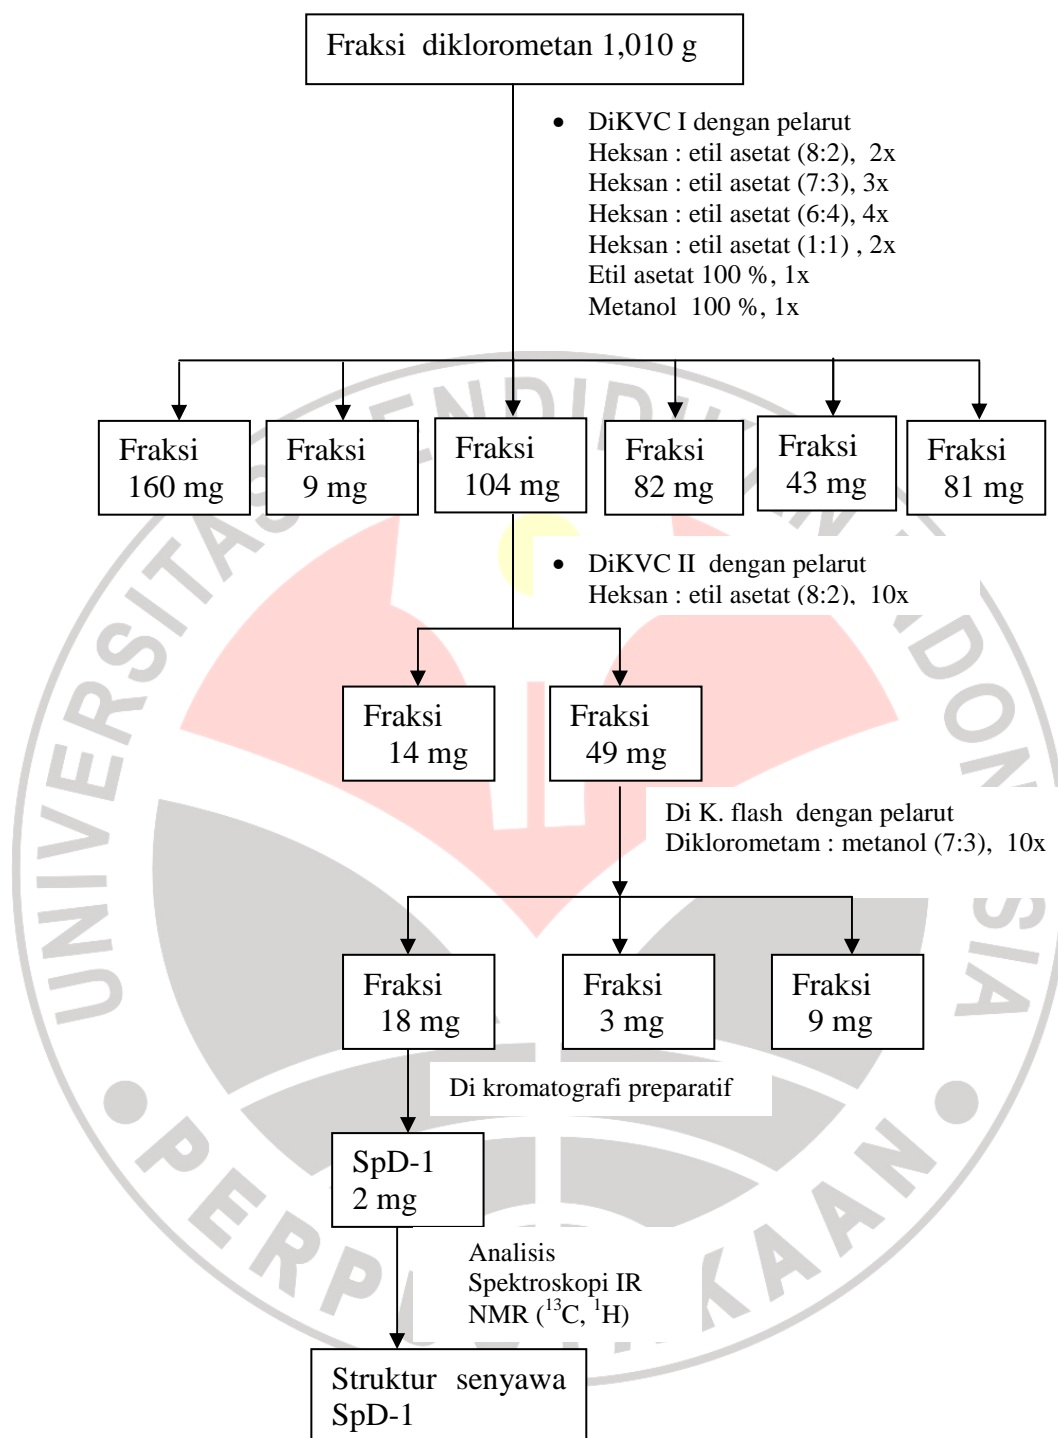 Fraksi diklorometan 1,010 g
• DiKVC I dengan pelarut
Heksan : etil asetat (8:2), 2x
Heksan : etil asetat (7:3), 3x
Heksan : etil asetat (6:4), 4x
Heksan : etil asetat (1:1) , 2x
Etil asetat 100 %, 1x
Metanol 100 %, 1x
Fraksi
160 mg
Fraksi
9 mg
Fraksi
104 mg
Fraksi
82 mg
Fraksi
43 mg
Fraksi
81 mg
• DiKVC II dengan pelarut
Heksan : etil asetat (8:2), 10x
Fraksi
14 mg
Fraksi
49 mg
Di K. flash dengan pelarut
Diklorometam : metanol (7:3), 10x
Fraksi
18 mg
Fraksi
3 mg
Fraksi
9 mg
Di kromatografi preparatif
SpD-1
2 mg
Analisis
Spektroskopi IR
NMR (¹³C, ¹H)
Struktur senyawa
SpD-1
UNIVERSITAS PENDIDIKAN INDONESIA
PERPUSTAKAAN